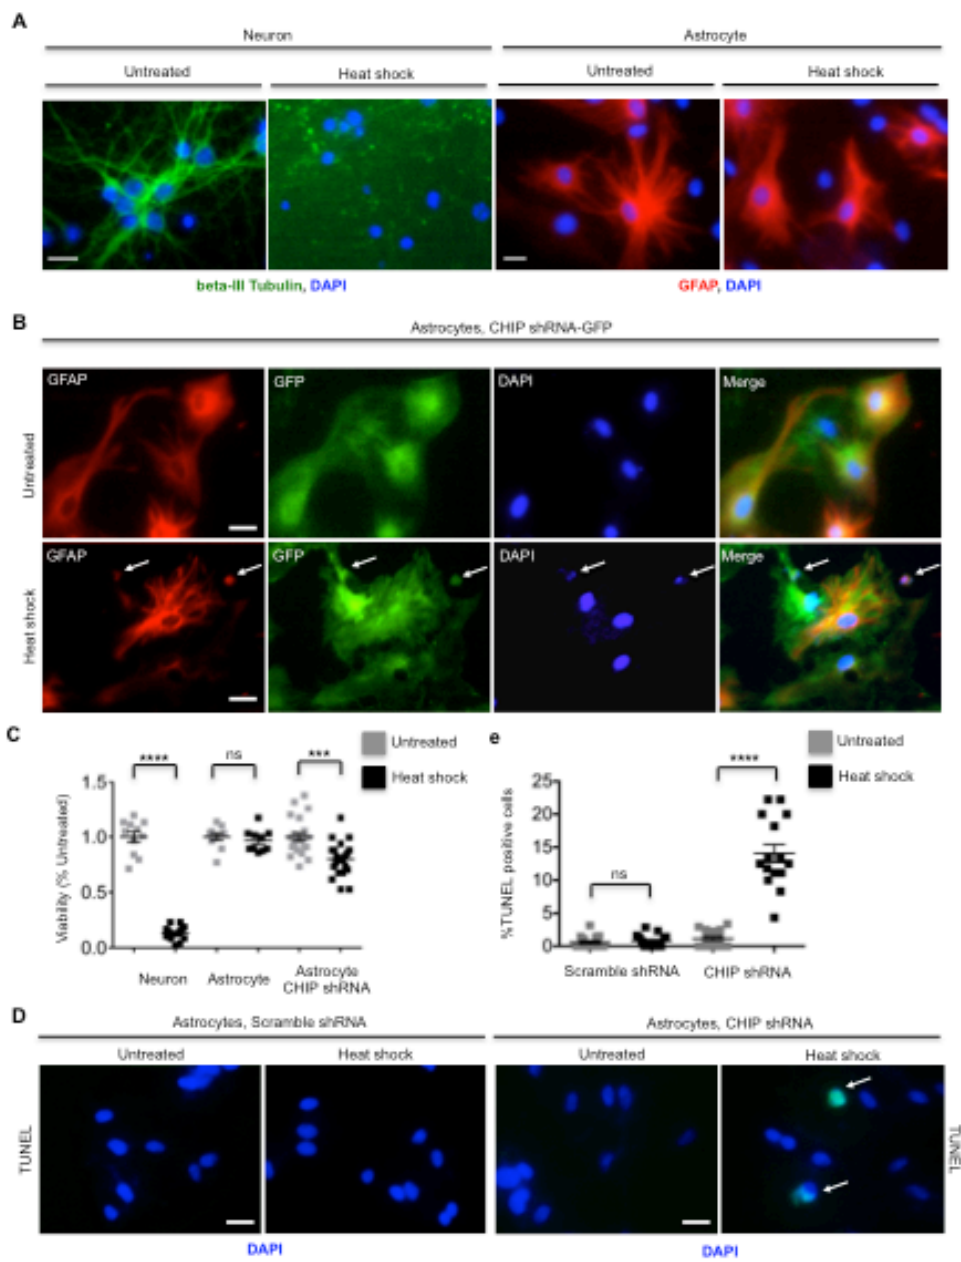 A
Neuron
Astrocyte
Untreated
Heat shock
Untreated
Heat shock
beta-III Tubulin, DAPI
GFAP, DAPI
B
Astrocytes, CHIP shRNA-GFP
Untreated
GFAP
GFP
DAPI
Merge
Heat shock
GFAP
GFP
DAPI
Merge
C
Untreated
Heat shock
****
ns
***
Viability (% Untreated)
1.5
1.0
0.5
0.0
Neuron
Astrocyte
Astrocyte
CHIP shRNA
e
Untreated
Heat shock
****
ns
%TUNEL positive cells
25
20
15
10
5
0
Scramble shRNA
CHIP shRNA
D
Astrocytes, Scramble shRNA
Astrocytes, CHIP shRNA
Untreated
Heat shock
Untreated
Heat shock
TUNEL
TUNEL
DAPI
DAPI